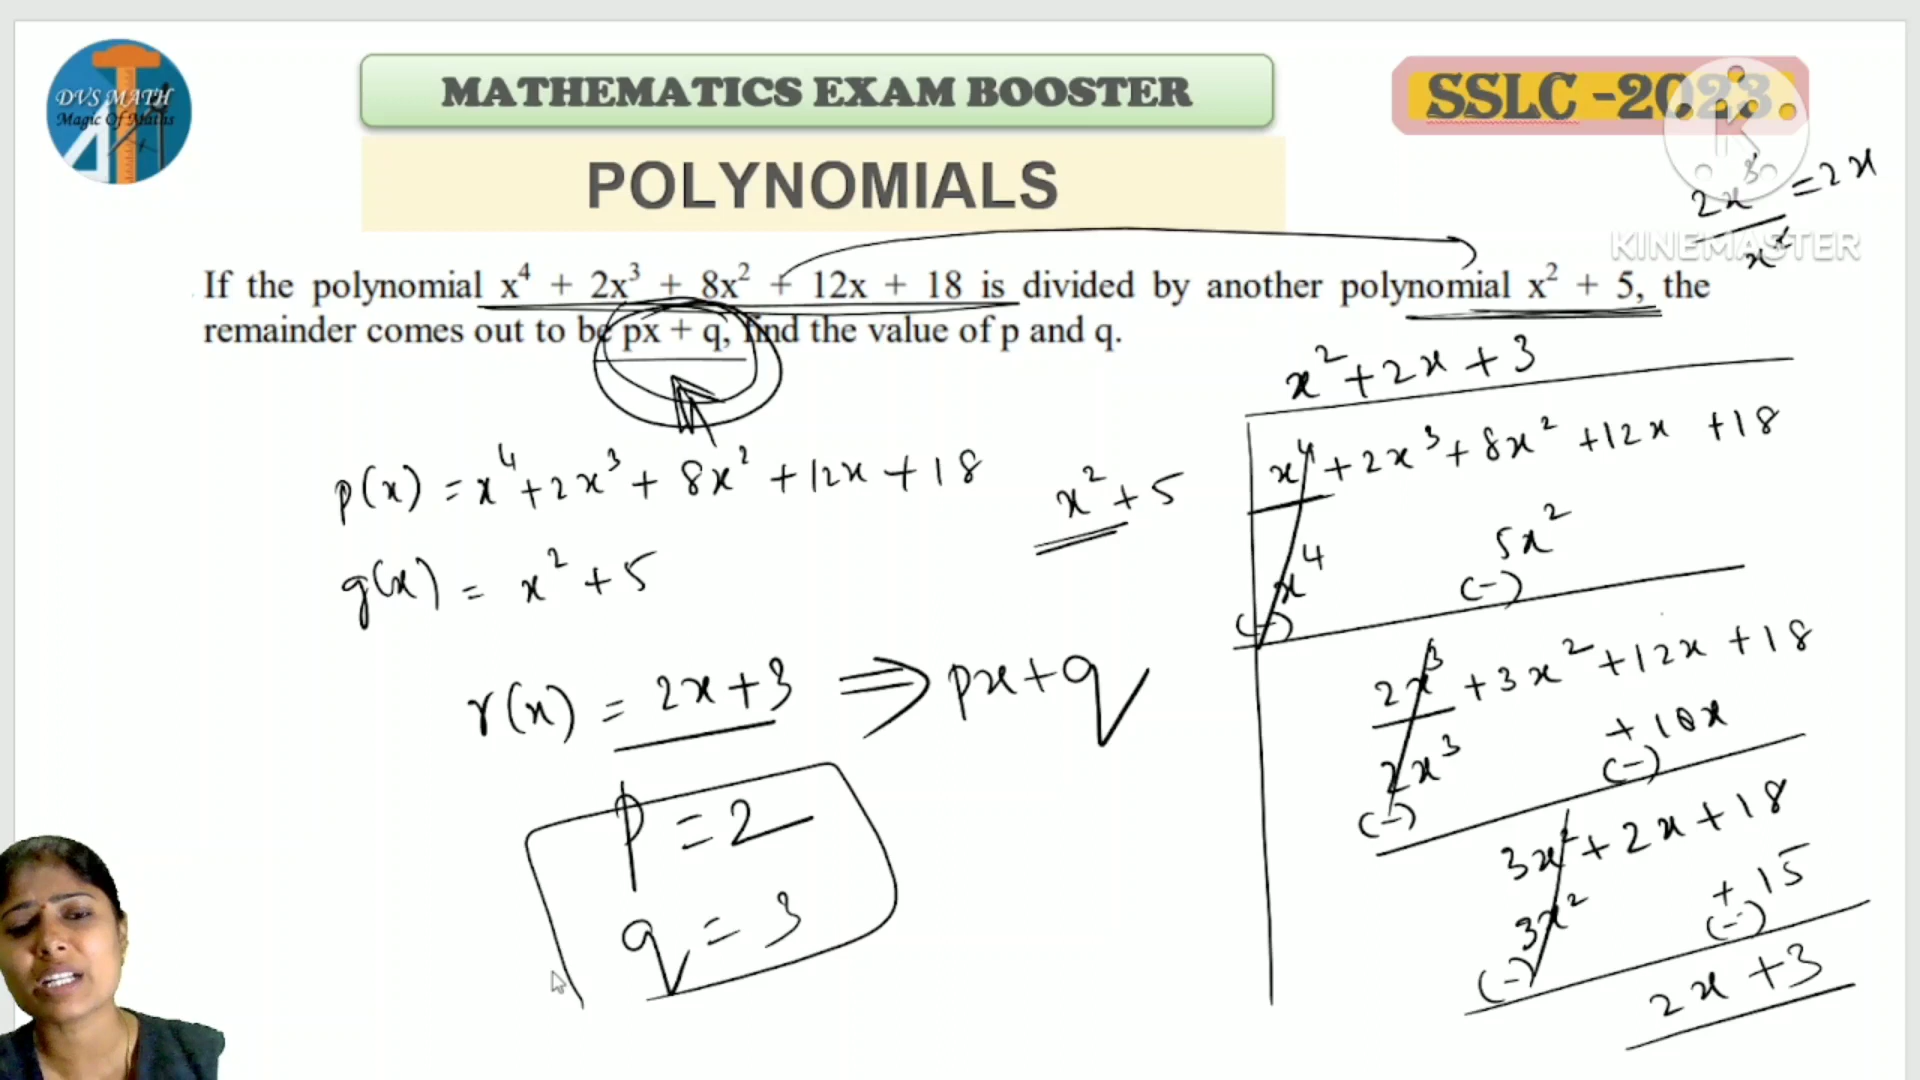 DVS MATH
Magic Of Maths
MATHEMATICS EXAM BOOSTER
SSLC -2023
K
KINEMASTER
POLYNOMIALS
2x³/x² = 2x
If the polynomial x⁴ + 2x³ + 8x² + 12x + 18 is divided by another polynomial x² + 5, the
remainder comes out to be px + q, find the value of p and q.
p(x) = x⁴ + 2x³ + 8x² + 12x + 18
g(x) = x² + 5
r(x) = 2x + 3 ⇒ px + q
p = 2
q = 3
x² + 2x + 3
x² + 5
x⁴ + 2x³ + 8x² + 12x + 18
x⁴ 5x²
(-) (-)
2x³ + 3x² + 12x + 18
2x³ + 10x
(-) (-)
3x² + 2x + 18
3x² + 15
(-) (-)
2x + 3